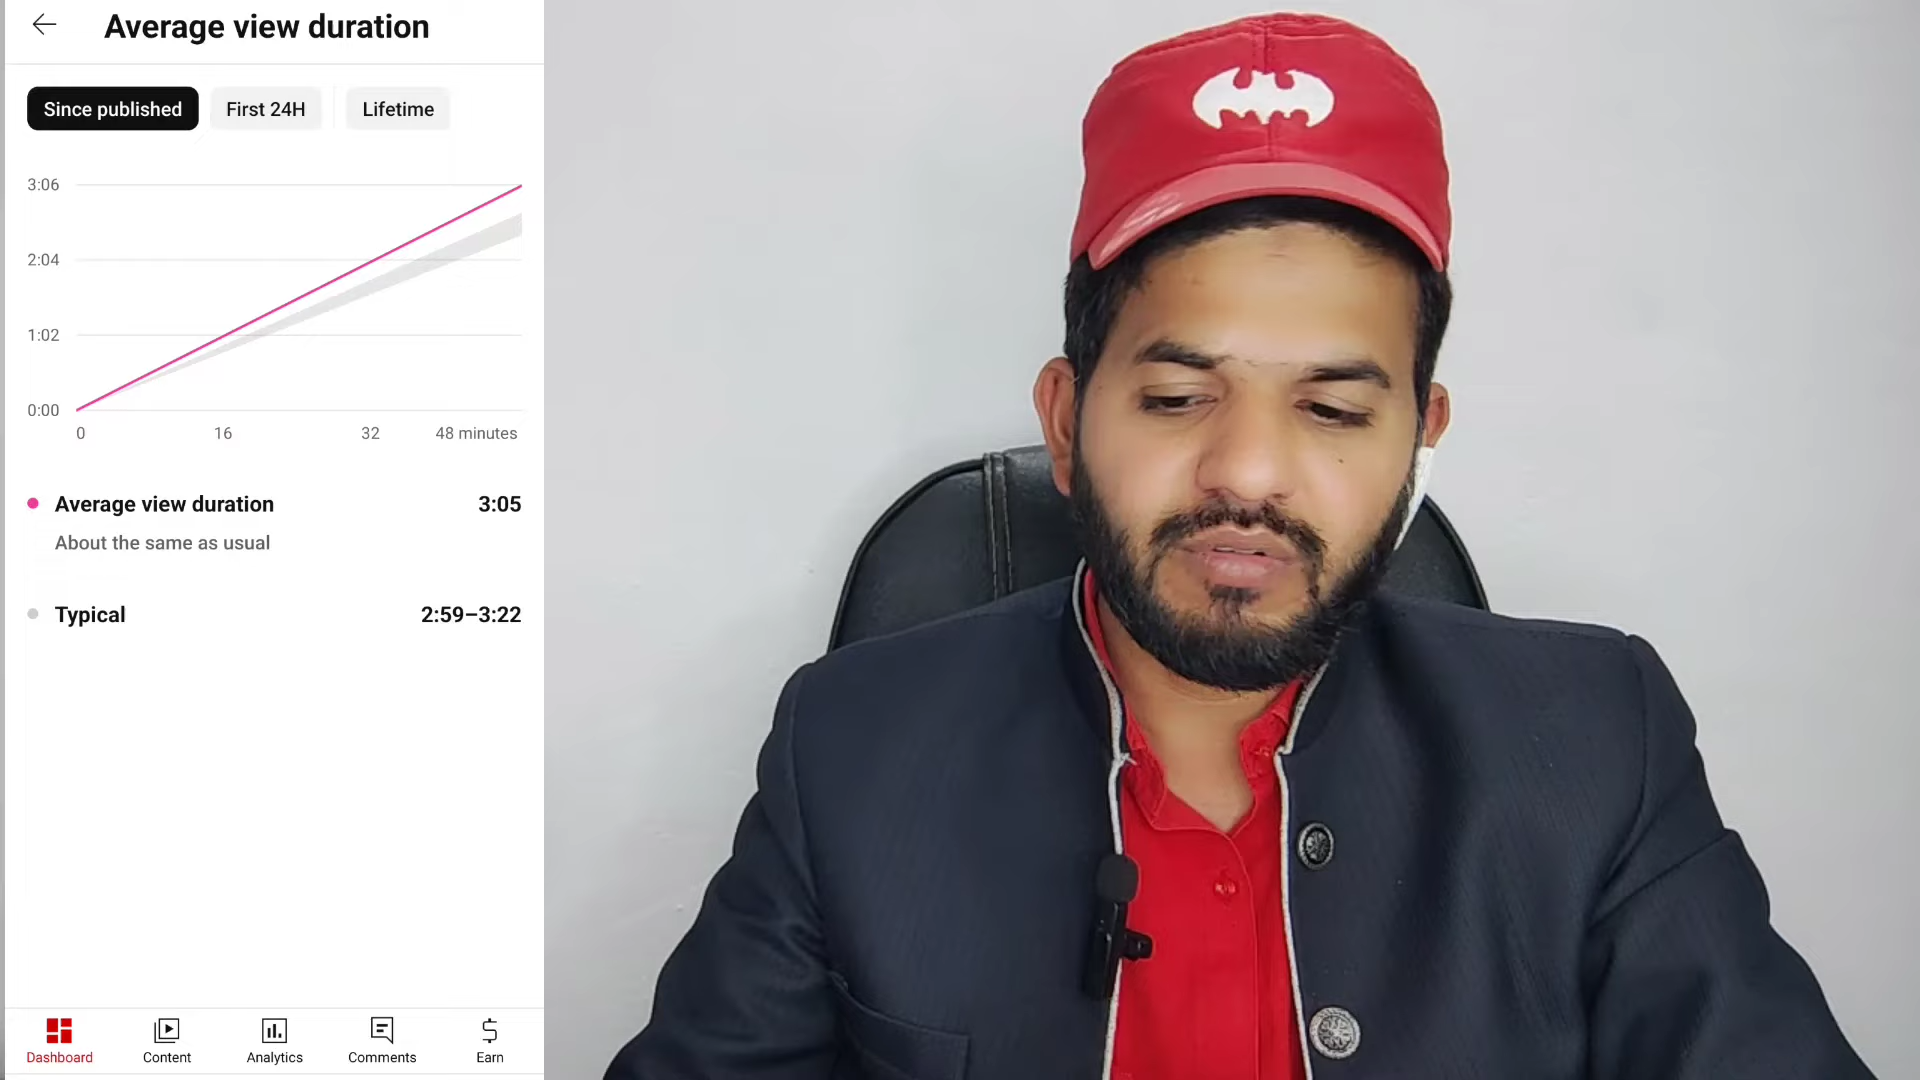 Average view duration
Since published First 24H Lifetime
3:06
2:04
1:02
0:00
0 16 32 48 minutes
Average view duration 3:05
About the same as usual
Typical 2:59–3:22
Dashboard Content Analytics Comments Earn